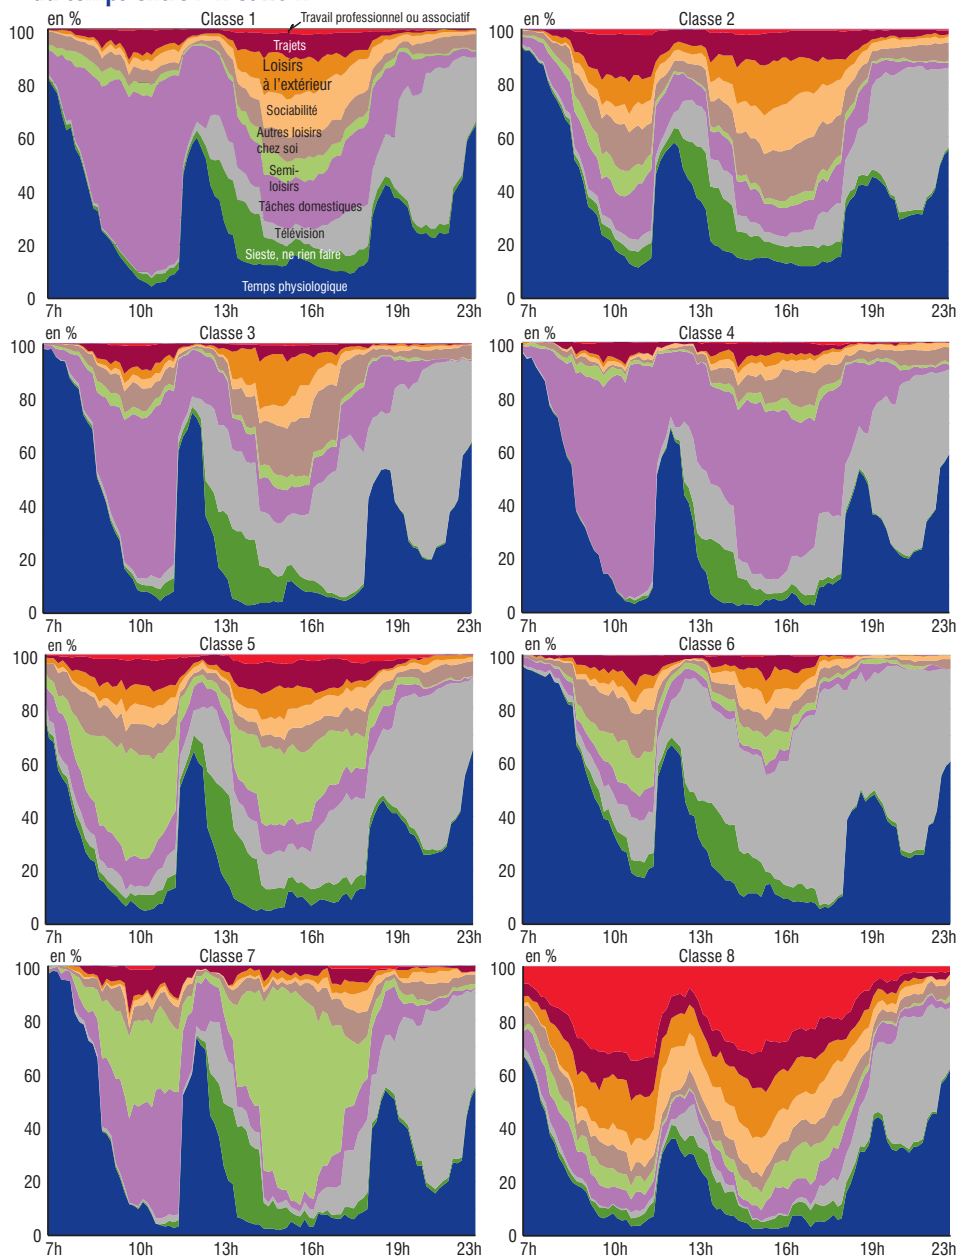 en %
Classe 1
Travail professionnel ou associatif
Classe 2
en %
100
80
60
40
20
0
Trajets
Loisirs
à l'extérieur
Sociabilité
Autres loisirs
chez soi
Semi-
loisirs
Tâches domestiques
Télévision
Sieste, ne rien faire
Temps physiologique
7h 10h 13h 16h 19h 23h
100
80
60
40
20
0
7h 10h 13h 16h 19h 23h
en %
Classe 3
100
80
60
40
20
0
7h 10h 13h 16h 19h 23h
en %
Classe 4
100
80
60
40
20
0
7h 10h 13h 16h 19h 23h
en %
Classe 5
100
80
60
40
20
0
7h 10h 13h 16h 19h 23h
en %
Classe 6
100
80
60
40
20
0
7h 10h 13h 16h 19h 23h
en %
Classe 7
100
80
60
40
20
0
7h 10h 13h 16h 19h 23h
en %
Classe 8
100
80
60
40
20
0
7h 10h 13h 16h 19h 23h